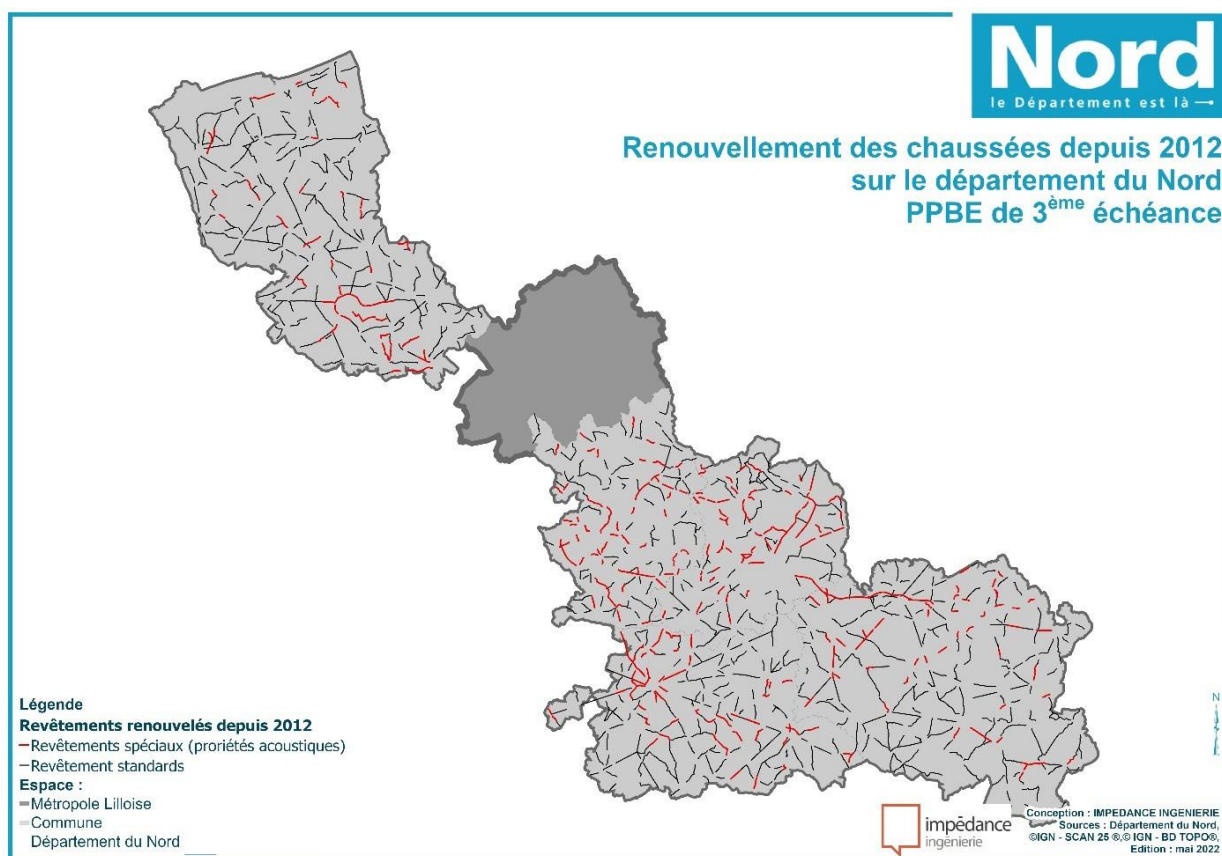 Nord
le Département est là
Renouvellement des chaussées depuis 2012
sur le département du Nord
PPBE de 3ème échéance
Légende
Revêtements renouvelés depuis 2012
Revêtements spéciaux (proriétés acoustiques)
Revêtement standards
Espace :
Métropole Lilloise
Commune
Département du Nord
N
impédance
ingénierie
Conception : IMPEDANCE INGENIERIE
Sources : Département du Nord,
©IGN - SCAN 25 ®,© IGN - BD TOPO®,
Edition : mai 2022